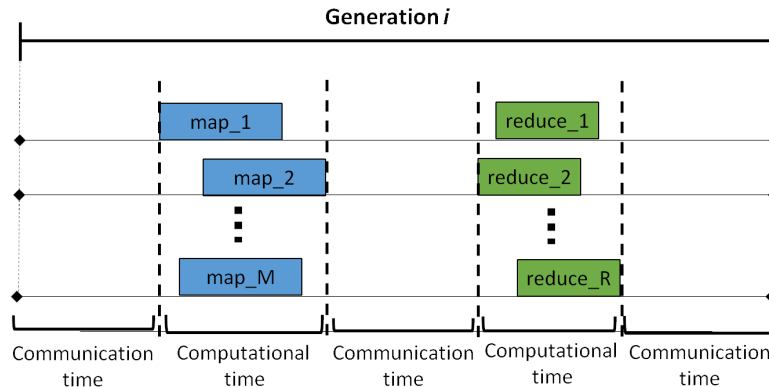 Generation i
map_1
reduce_1
map_2
reduce_2
map_M
reduce_R
Communication time
Computational time
Communication time
Computational time
Communication time